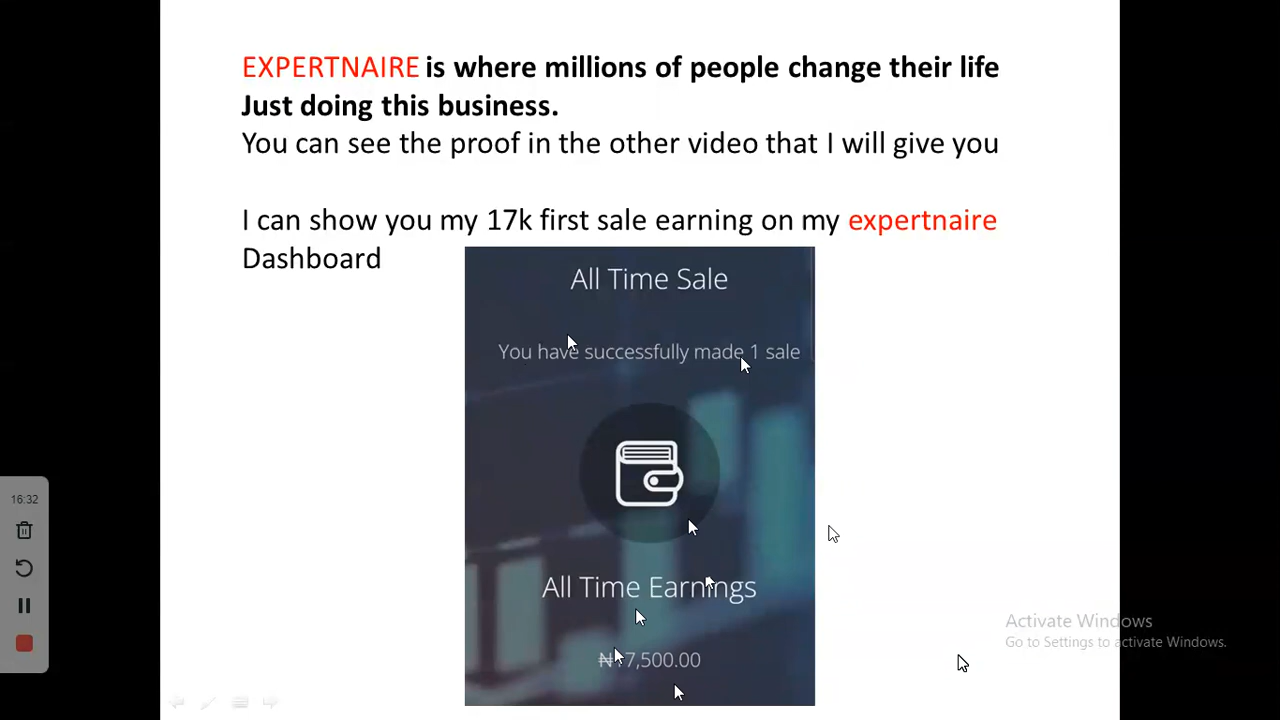 EXPERTNAIRE is where millions of people change their life
Just doing this business.
You can see the proof in the other video that I will give you
I can show you my 17k first sale earning on my expertnaire
Dashboard
All Time Sale
You have successfully made 1 sale
All Time Earnings
16:32
Activate Windows
Go to Settings to activate Windows.